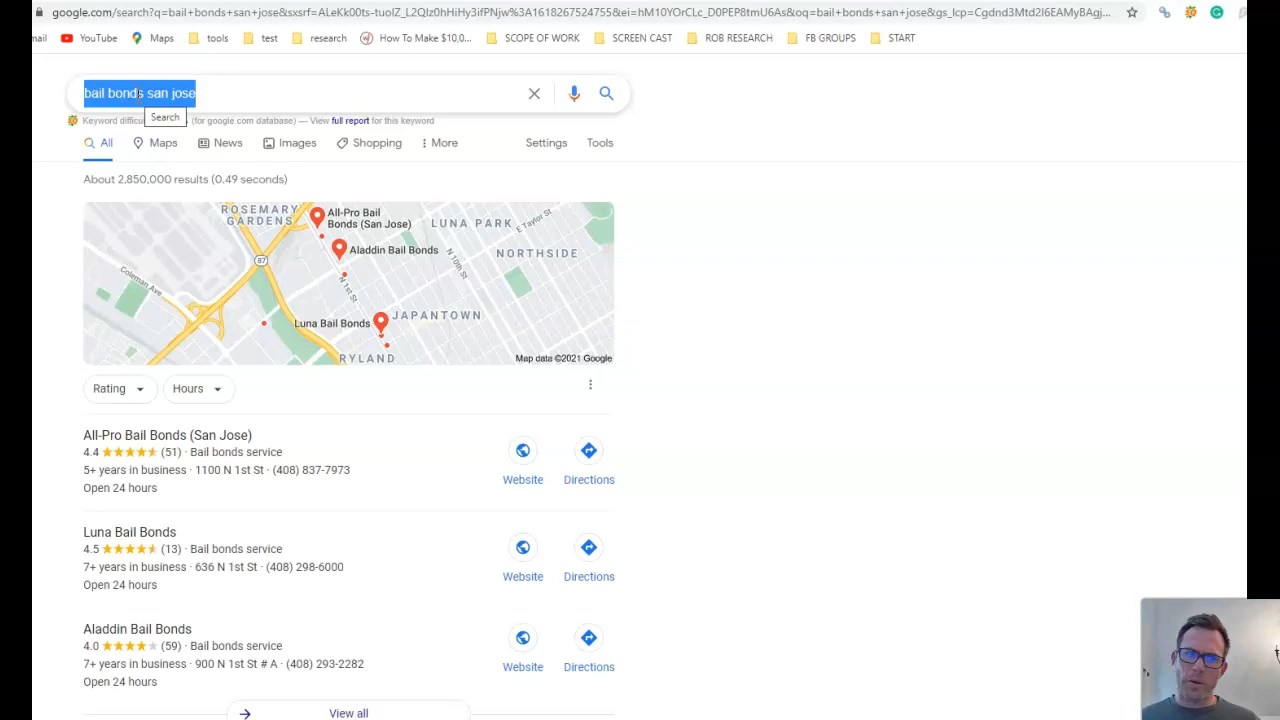 google.com/search?q=bail+bonds+san+jose&sxsrf=ALeKk00ts-tuoIZ_L2QIz0hHiHy3ifPNjw%3A1618267524755&ei=hM10YOrCLc_D0PEP8tmU6As&oq=bail+bonds+san+jose&gs_lcp=Cgdnd3Mtd2l6EAMyBAgj...
mail YouTube Maps tools test research How To Make $10,0... SCOPE OF WORK SCREEN CAST ROB RESEARCH FB GROUPS START
bail bonds san jose
Search
Keyword (for google.com database) — View full report for this keyword
All Maps News Images Shopping More Settings Tools
About 2,850,000 results (0.49 seconds)
ROSEMARY GARDENS
All-Pro Bail
Bonds (San Jose)
LUNA PARK
E Taylor St
Aladdin Bail Bonds
NORTHSIDE
87
N 10th St
Coleman Ave
N 1st St
Luna Bail Bonds
JAPANTOWN
RYLAND
Map data ©2021 Google
Rating Hours
All-Pro Bail Bonds (San Jose)
4.4 (51) · Bail bonds service
5+ years in business · 1100 N 1st St · (408) 837-7973
Open 24 hours
Website Directions
Luna Bail Bonds
4.5 (13) · Bail bonds service
7+ years in business · 636 N 1st St · (408) 298-6000
Open 24 hours
Website Directions
Aladdin Bail Bonds
4.0 (59) · Bail bonds service
7+ years in business · 900 N 1st St # A · (408) 293-2282
Open 24 hours
Website Directions
View all